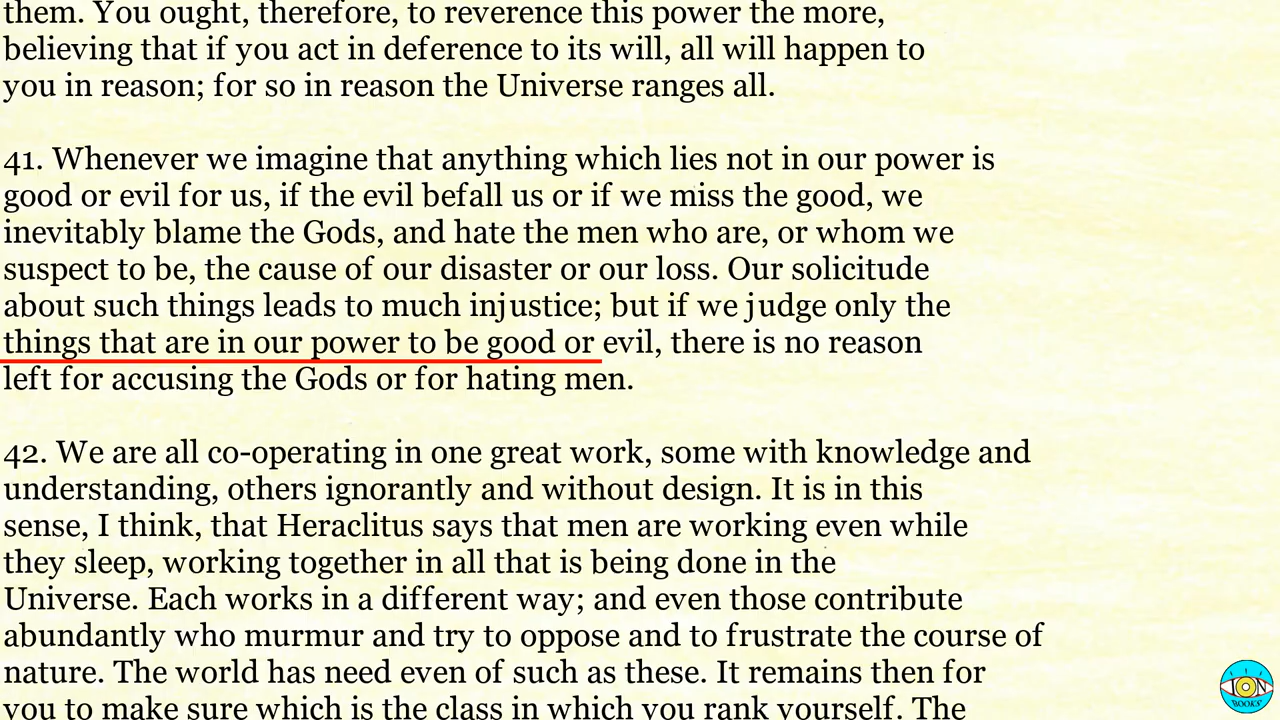 them. You ought, therefore, to reverence this power the more,
believing that if you act in deference to its will, all will happen to
you in reason; for so in reason the Universe ranges all.
41. Whenever we imagine that anything which lies not in our power is
good or evil for us, if the evil befall us or if we miss the good, we
inevitably blame the Gods, and hate the men who are, or whom we
suspect to be, the cause of our disaster or our loss. Our solicitude
about such things leads to much injustice; but if we judge only the
things that are in our power to be good or evil, there is no reason
left for accusing the Gods or for hating men.
42. We are all co-operating in one great work, some with knowledge and
understanding, others ignorantly and without design. It is in this
sense, I think, that Heraclitus says that men are working even while
they sleep, working together in all that is being done in the
Universe. Each works in a different way; and even those contribute
abundantly who murmur and try to oppose and to frustrate the course of
nature. The world has need even of such as these. It remains then for
you to make sure which is the class in which you rank yourself. The
ION
BOOKS